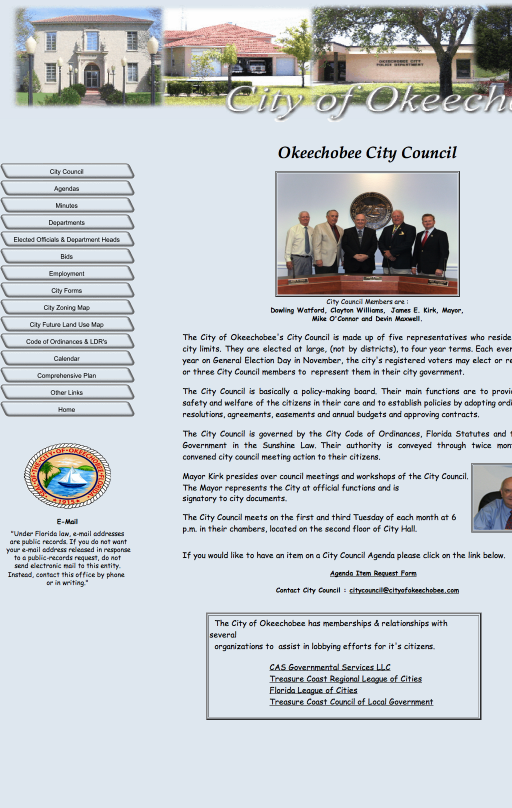 OKEECHOBEE CITY
POLICE DEPARTMENT
City of Okeecho
Okeechobee City Council
City Council
Agendas
Minutes
Departments
Elected Officials & Department Heads
Bids
Employment
City Forms
City Zoning Map
City Future Land Use Map
Code of Ordinances & LDR's
Calendar
Comprehensive Plan
Other Links
Home
THE CITY OF OKEECHOBEE
1915
E-Mail
"Under Florida law, e-mail addresses
are public records. If you do not want
your e-mail address released in response
to a public-records request, do not
send electronic mail to this entity.
Instead, contact this office by phone
or in writing."
City Council Members are :
Dowling Watford, Clayton Williams, James E. Kirk, Mayor,
Mike O'Connor and Devin Maxwell.
The City of Okeechobee's City Council is made up of five representatives who reside
city limits. They are elected at large, (not by districts), to four year terms. Each ever
year on General Election Day in November, the city's registered voters may elect or re
or three City Council members to represent them in their city government.
The City Council is basically a policy-making board. Their main functions are to provid
safety and welfare of the citizens in their care and to establish policies by adopting ordi
resolutions, agreements, easements and annual budgets and approving contracts.
The City Council is governed by the City Code of Ordinances, Florida Statutes and t
Government in the Sunshine Law. Their authority is conveyed through twice mont
convened city council meeting action to their citizens.
Mayor Kirk presides over council meetings and workshops of the City Council.
The Mayor represents the City at official functions and is
signatory to city documents.
The City Council meets on the first and third Tuesday of each month at 6
p.m. in their chambers, located on the second floor of City Hall.
If you would like to have an item on a City Council Agenda please click on the link below.
Agenda Item Request Form
Contact City Council : citycouncil@cityofokeechobee.com
The City of Okeechobee has memberships & relationships with
several
organizations to assist in lobbying efforts for it's citizens.
CAS Governmental Services LLC
Treasure Coast Regional League of Cities
Florida League of Cities
Treasure Coast Council of Local Government